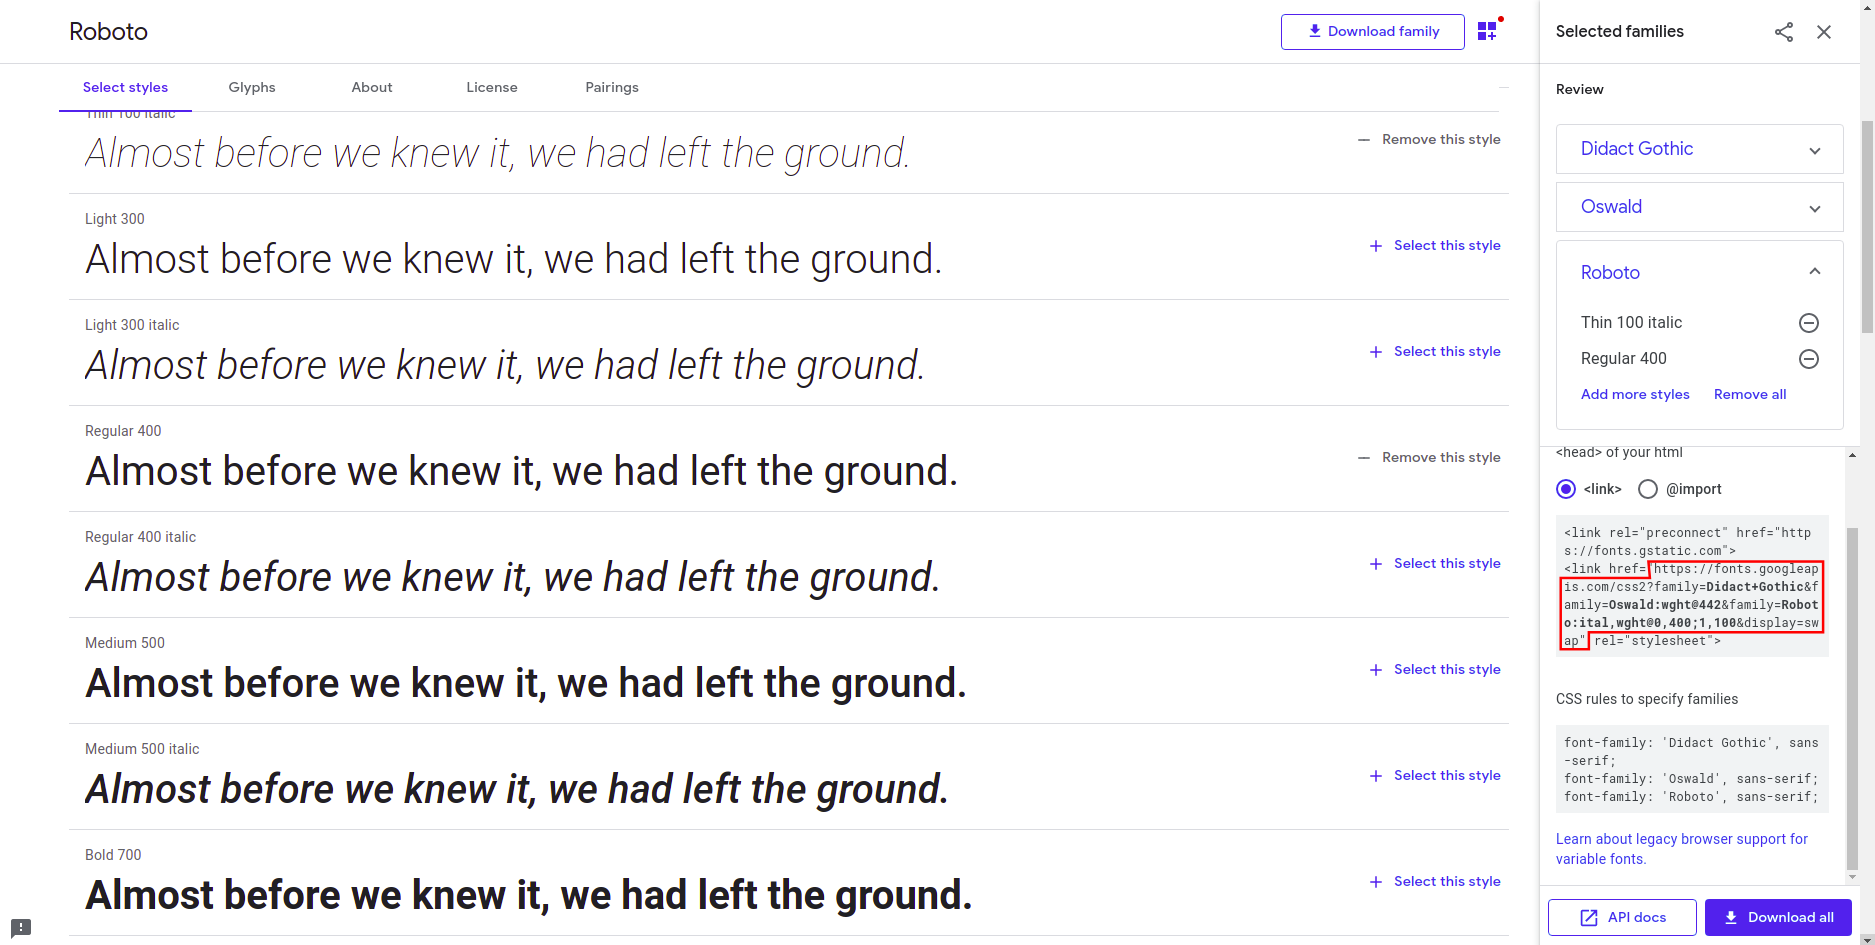 Roboto
Download family
Select styles
Glyphs
About
License
Pairings
Thin 100 italic
Almost before we knew it, we had left the ground.
Remove this style
Light 300
Almost before we knew it, we had left the ground.
Select this style
Light 300 italic
Almost before we knew it, we had left the ground.
Select this style
Regular 400
Almost before we knew it, we had left the ground.
Remove this style
Regular 400 italic
Almost before we knew it, we had left the ground.
Select this style
Medium 500
Almost before we knew it, we had left the ground.
Select this style
Medium 500 italic
Almost before we knew it, we had left the ground.
Select this style
Bold 700
Almost before we knew it, we had left the ground.
Select this style
Selected families
Review
Didact Gothic
Oswald
Roboto
Thin 100 italic
Regular 400
Add more styles
Remove all
<head> of your html
<link>
@import
<link rel="preconnect" href="http
s://fonts.gstatic.com">
<link href="https://fonts.googleap
is.com/css2?family=Didact+Gothic&f
amily=Oswald:wght@442&family=Robot
o:ital,wght@0,400;1,100&display=sw
ap" rel="stylesheet">
CSS rules to specify families
font-family: 'Didact Gothic', sans
-serif;
font-family: 'Oswald', sans-serif;
font-family: 'Roboto', sans-serif;
Learn about legacy browser support for
variable fonts.
API docs
Download all